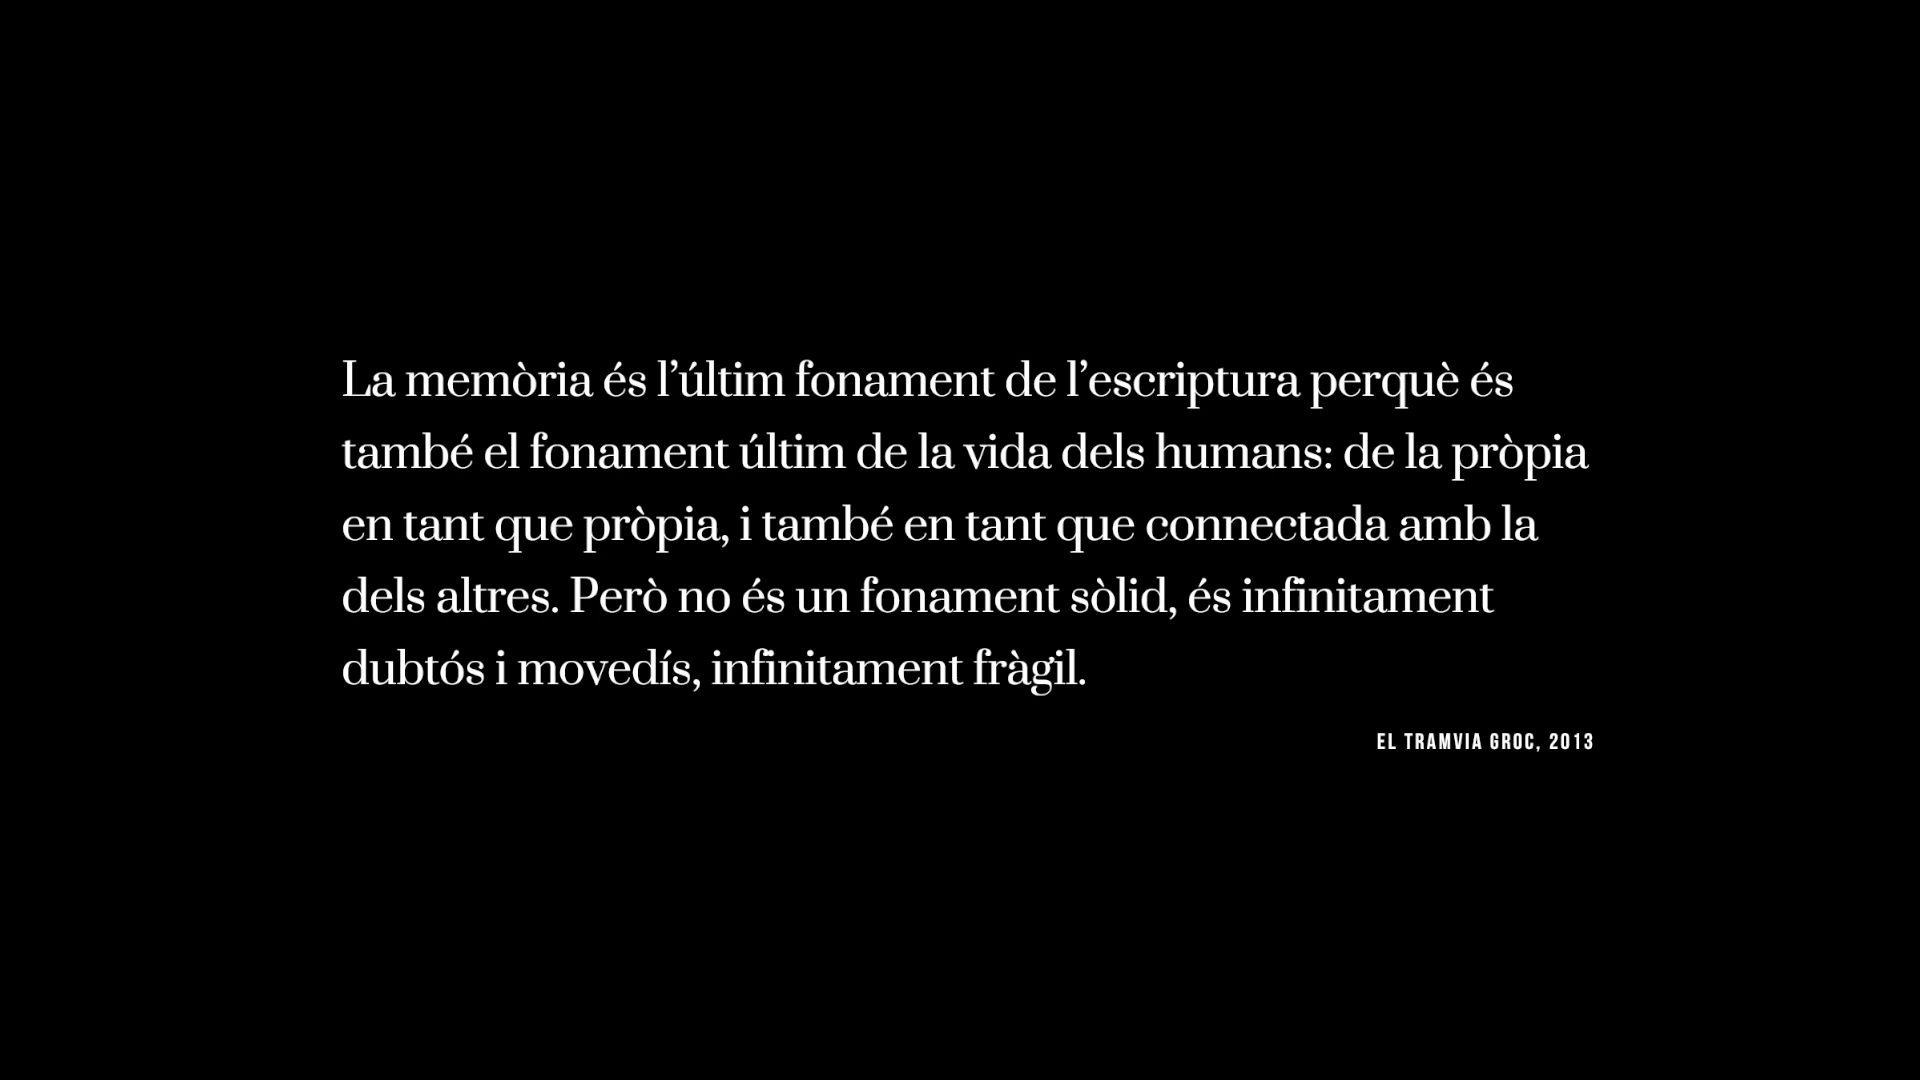 La memòria és l’últim fonament de l’escriptura perquè és
també el fonament últim de la vida dels humans: de la pròpia
en tant que pròpia, i també en tant que connectada amb la
dels altres. Però no és un fonament sòlid, és infinitament
dubtós i movedís, infinitament fràgil.
EL TRAMVIA GROC, 2013